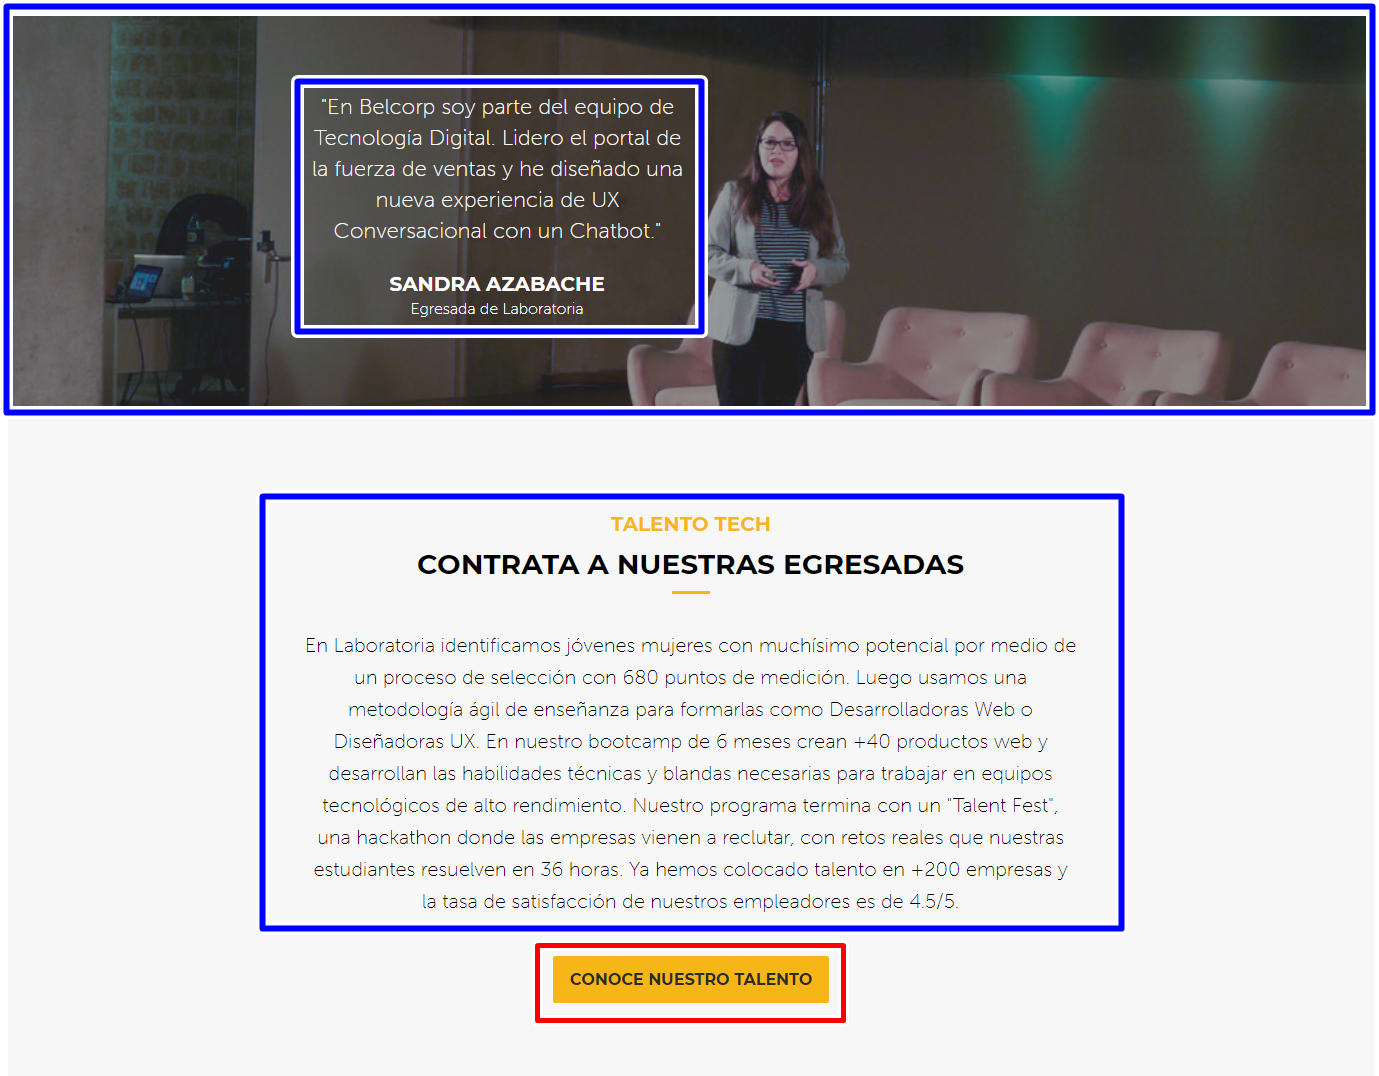 "En Belcorp soy parte del equipo de
Tecnología Digital. Lidero el portal de
la fuerza de ventas y he diseñado una
nueva experiencia de UX
Conversacional con un Chatbot."
SANDRA AZABACHE
Egresada de Laboratoria
TALENTO TECH
CONTRATA A NUESTRAS EGRESADAS
En Laboratoria identificamos jóvenes mujeres con muchísimo potencial por medio de
un proceso de selección con 680 puntos de medición. Luego usamos una
metodología ágil de enseñanza para formarlas como Desarrolladoras Web o
Diseñadoras UX. En nuestro bootcamp de 6 meses crean +40 productos web y
desarrollan las habilidades técnicas y blandas necesarias para trabajar en equipos
tecnológicos de alto rendimiento. Nuestro programa termina con un "Talent Fest",
una hackathon donde las empresas vienen a reclutar, con retos reales que nuestras
estudiantes resuelven en 36 horas. Ya hemos colocado talento en +200 empresas y
la tasa de satisfacción de nuestros empleadores es de 4.5/5.
CONOCE NUESTRO TALENTO